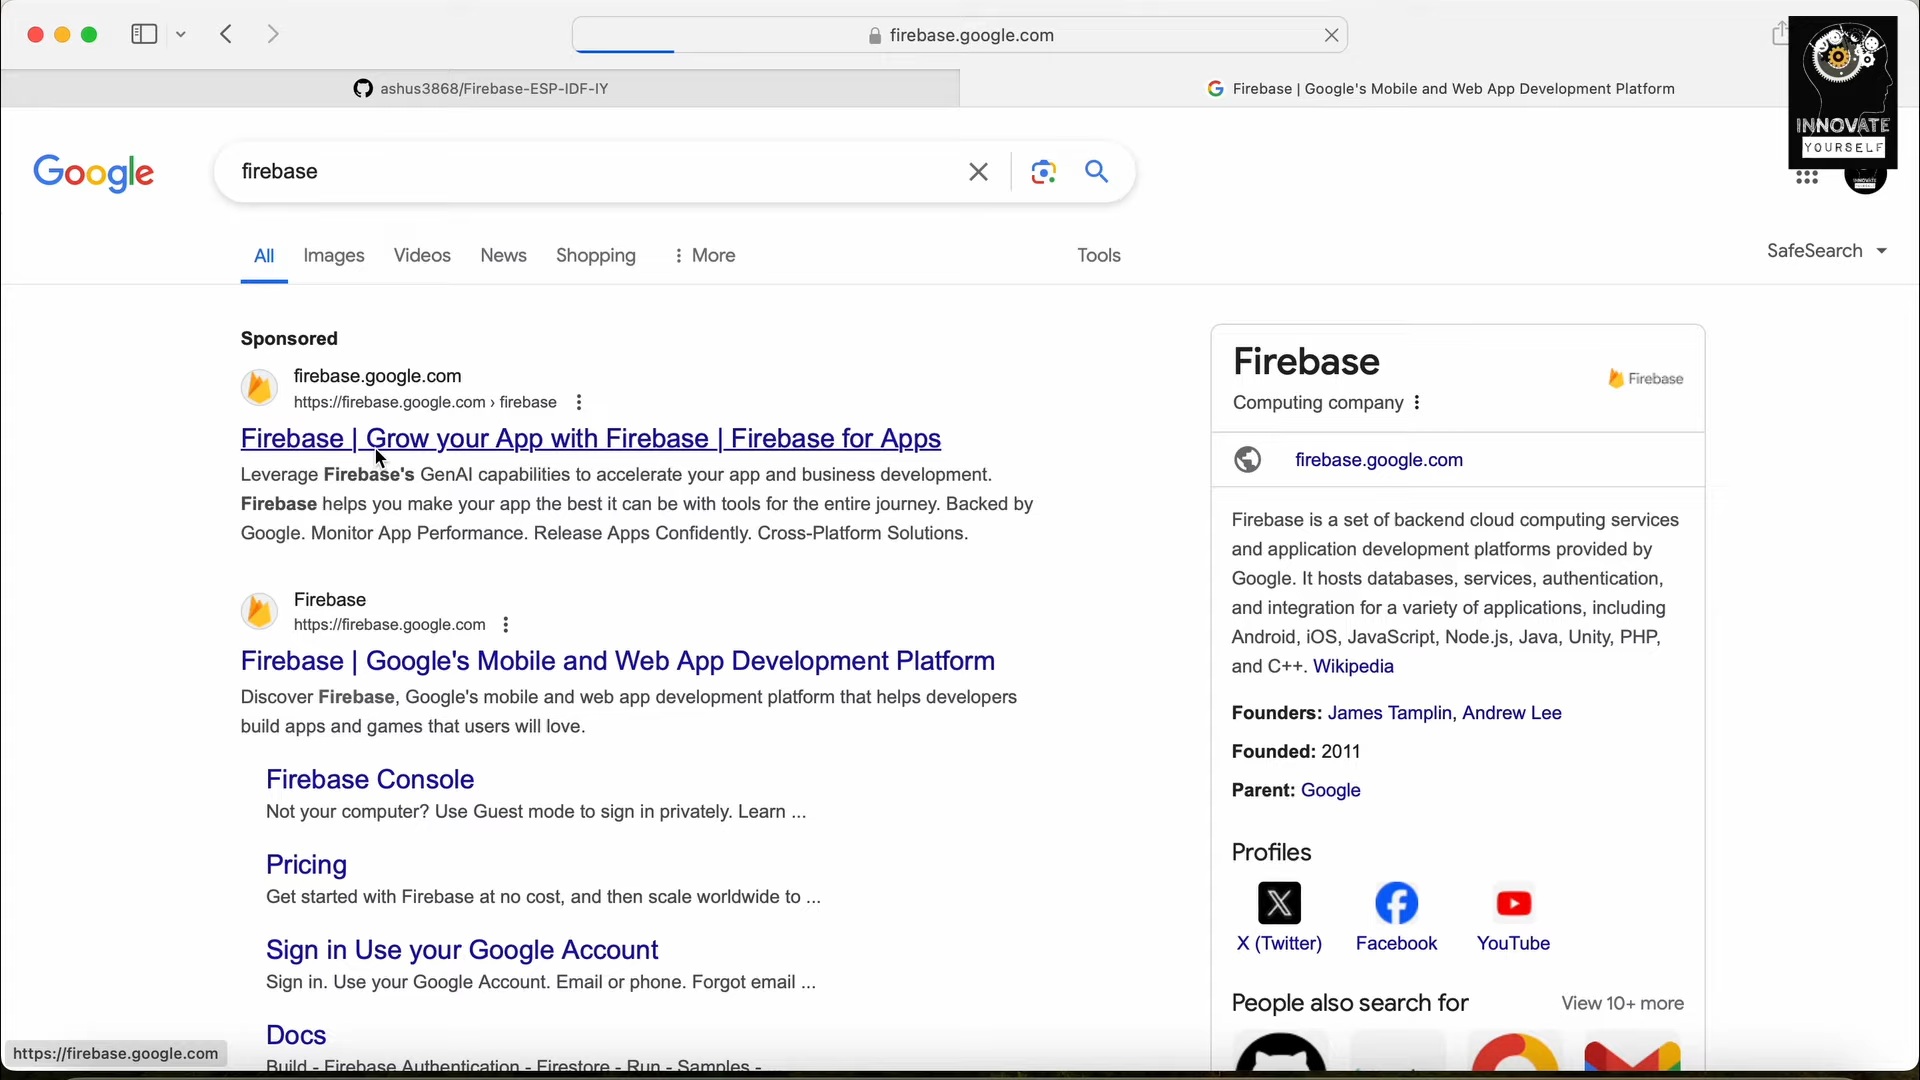 firebase.google.com
ashus3868/Firebase-ESP-IDF-IY
Firebase | Google's Mobile and Web App Development Platform
INNOVATE
YOURSELF
Google
firebase
All
Images
Videos
News
Shopping
More
Tools
SafeSearch
Sponsored
firebase.google.com
https://firebase.google.com › firebase
Firebase | Grow your App with Firebase | Firebase for Apps
Leverage Firebase's GenAI capabilities to accelerate your app and business development.
Firebase helps you make your app the best it can be with tools for the entire journey. Backed by
Google. Monitor App Performance. Release Apps Confidently. Cross-Platform Solutions.
Firebase
https://firebase.google.com
Firebase | Google's Mobile and Web App Development Platform
Discover Firebase, Google's mobile and web app development platform that helps developers
build apps and games that users will love.
Firebase Console
Not your computer? Use Guest mode to sign in privately. Learn ...
Pricing
Get started with Firebase at no cost, and then scale worldwide to ...
Sign in Use your Google Account
Sign in. Use your Google Account. Email or phone. Forgot email ...
Docs
Build - Firebase Authentication - Firestore - Run - Samples -
https://firebase.google.com
Firebase
Firebase
Computing company
firebase.google.com
Firebase is a set of backend cloud computing services
and application development platforms provided by
Google. It hosts databases, services, authentication,
and integration for a variety of applications, including
Android, iOS, JavaScript, Node.js, Java, Unity, PHP,
and C++. Wikipedia
Founders: James Tamplin, Andrew Lee
Founded: 2011
Parent: Google
Profiles
X (Twitter)
Facebook
YouTube
People also search for
View 10+ more